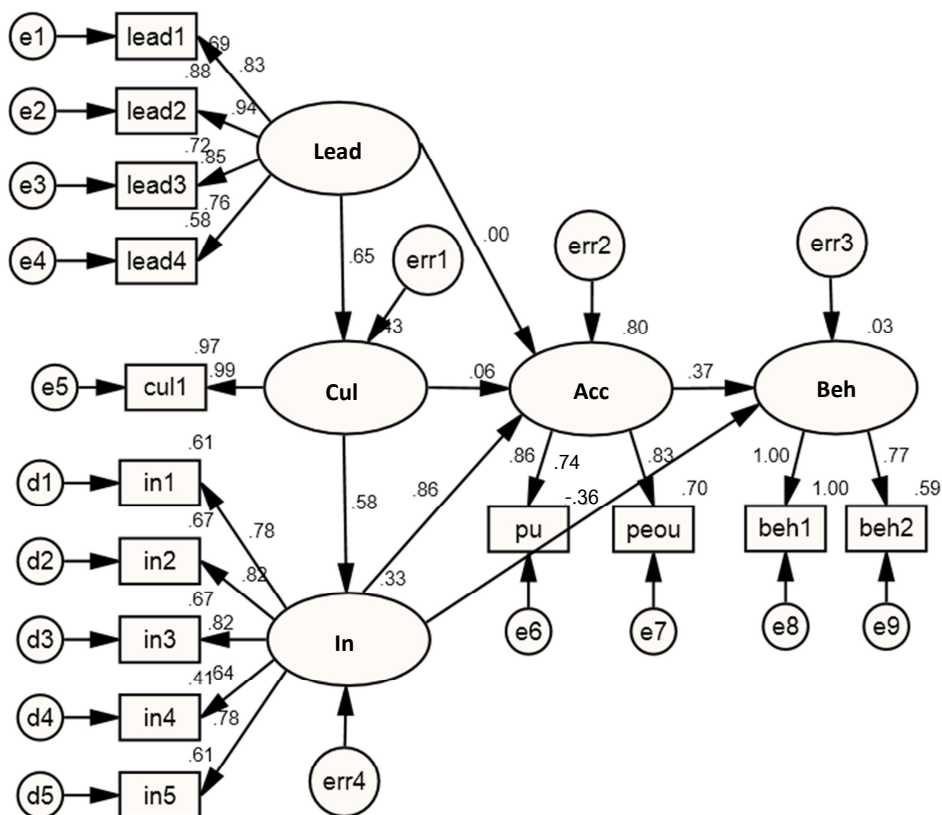 e1
lead1
.69
.83
.88
e2
lead2
.94
.72
.85
e3
lead3
.76
.58
e4
lead4
Lead
.65
.00
err1
err2
err3
.43
.80
.03
.97
.99
e5
cul1
Cul
.06
Acc
.37
Beh
.61
d1
in1
.78
.67
d2
in2
.82
.67
d3
in3
.82
.41
.64
d4
in4
.78
.61
d5
in5
.58
.86
.33
In
err4
.86
.74
.83
.70
-.36
pu
peou
e6
e7
1.00
1.00
.77
.59
beh1
beh2
e8
e9